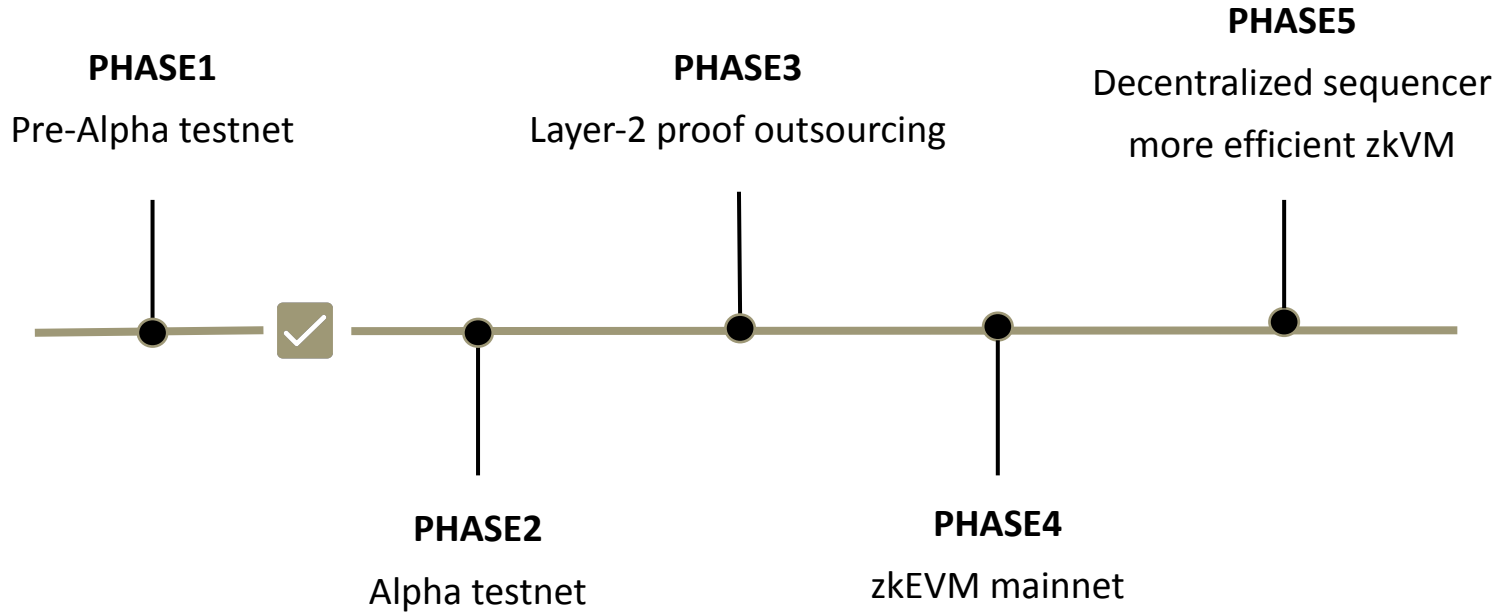 PHASE1
Pre-Alpha testnet
PHASE2
Alpha testnet
PHASE3
Layer-2 proof outsourcing
PHASE4
zkEVM mainnet
PHASE5
Decentralized sequencer
more efficient zkVM